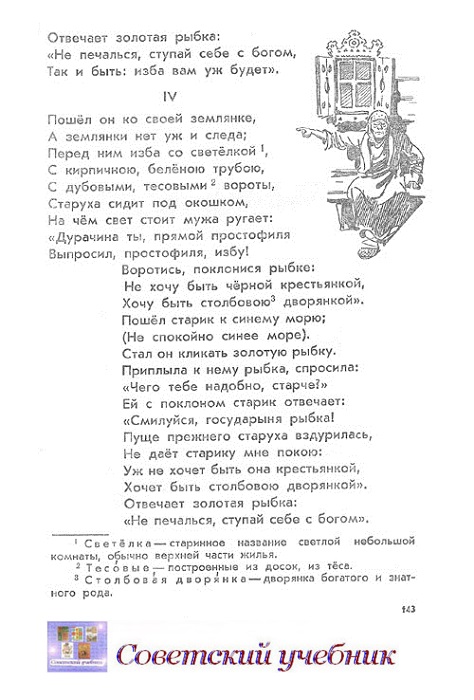 Отвечает золотая рыбка:
«Не печалься, ступай себе с богом,
Так и быть: изба вам уж будет».
IV
Пошёл он ко своей землянке,
А землянки нет уж и следа;
Перед ним изба со светёлкой ¹,
С кирпичною, белёною трубою,
С дубовыми, тесовыми ² вороты,
Старуха сидит под окошком,
На чём свет стоит мужа ругает:
«Дурачина ты, прямой простофиля
Выпросил, простофиля, избу!
Воротись, поклонися рыбке:
Не хочу быть чёрной крестьянкой,
Хочу быть столбовою³ дворянкой».
Пошёл старик к синему морю;
(Не спокойно синее море).
Стал он кликать золотую рыбку.
Приплыла к нему рыбка, спросила:
«Чего тебе надобно, старче?»
Ей с поклоном старик отвечает:
«Смилуйся, государыня рыбка!
Пуще прежнего старуха вздурилась,
Не даёт старику мне покою:
Уж не хочет быть она крестьянкой,
Хочет быть столбовою дворянкой».
Отвечает золотая рыбка:
«Не печалься, ступай себе с богом».
¹ Светёлка — старинное название светлой небольшой
комнаты, обычно верхней части жилья.
² Тесовые — построенные из досок, из тёса.
³ Столбовая дворянка — дворянка богатого и знат-
ного рода.
143
Советский учебник
Советский учебник